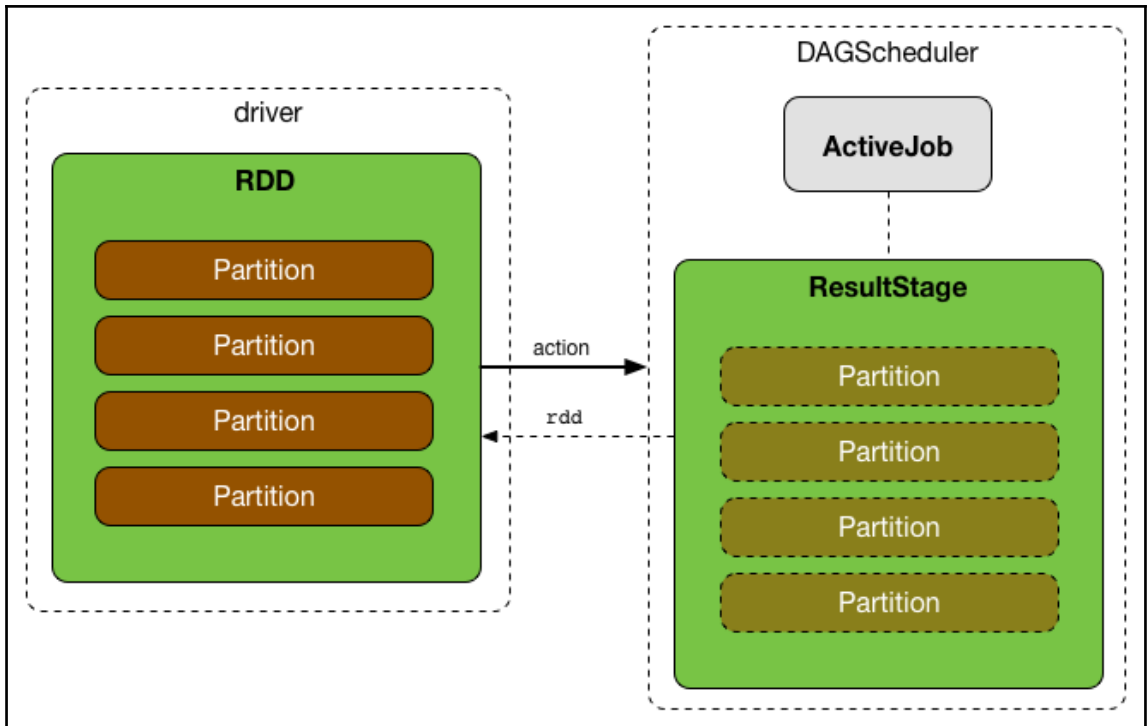 driver
RDD
Partition
Partition
Partition
Partition
action
rdd
DAGScheduler
ActiveJob
ResultStage
Partition
Partition
Partition
Partition